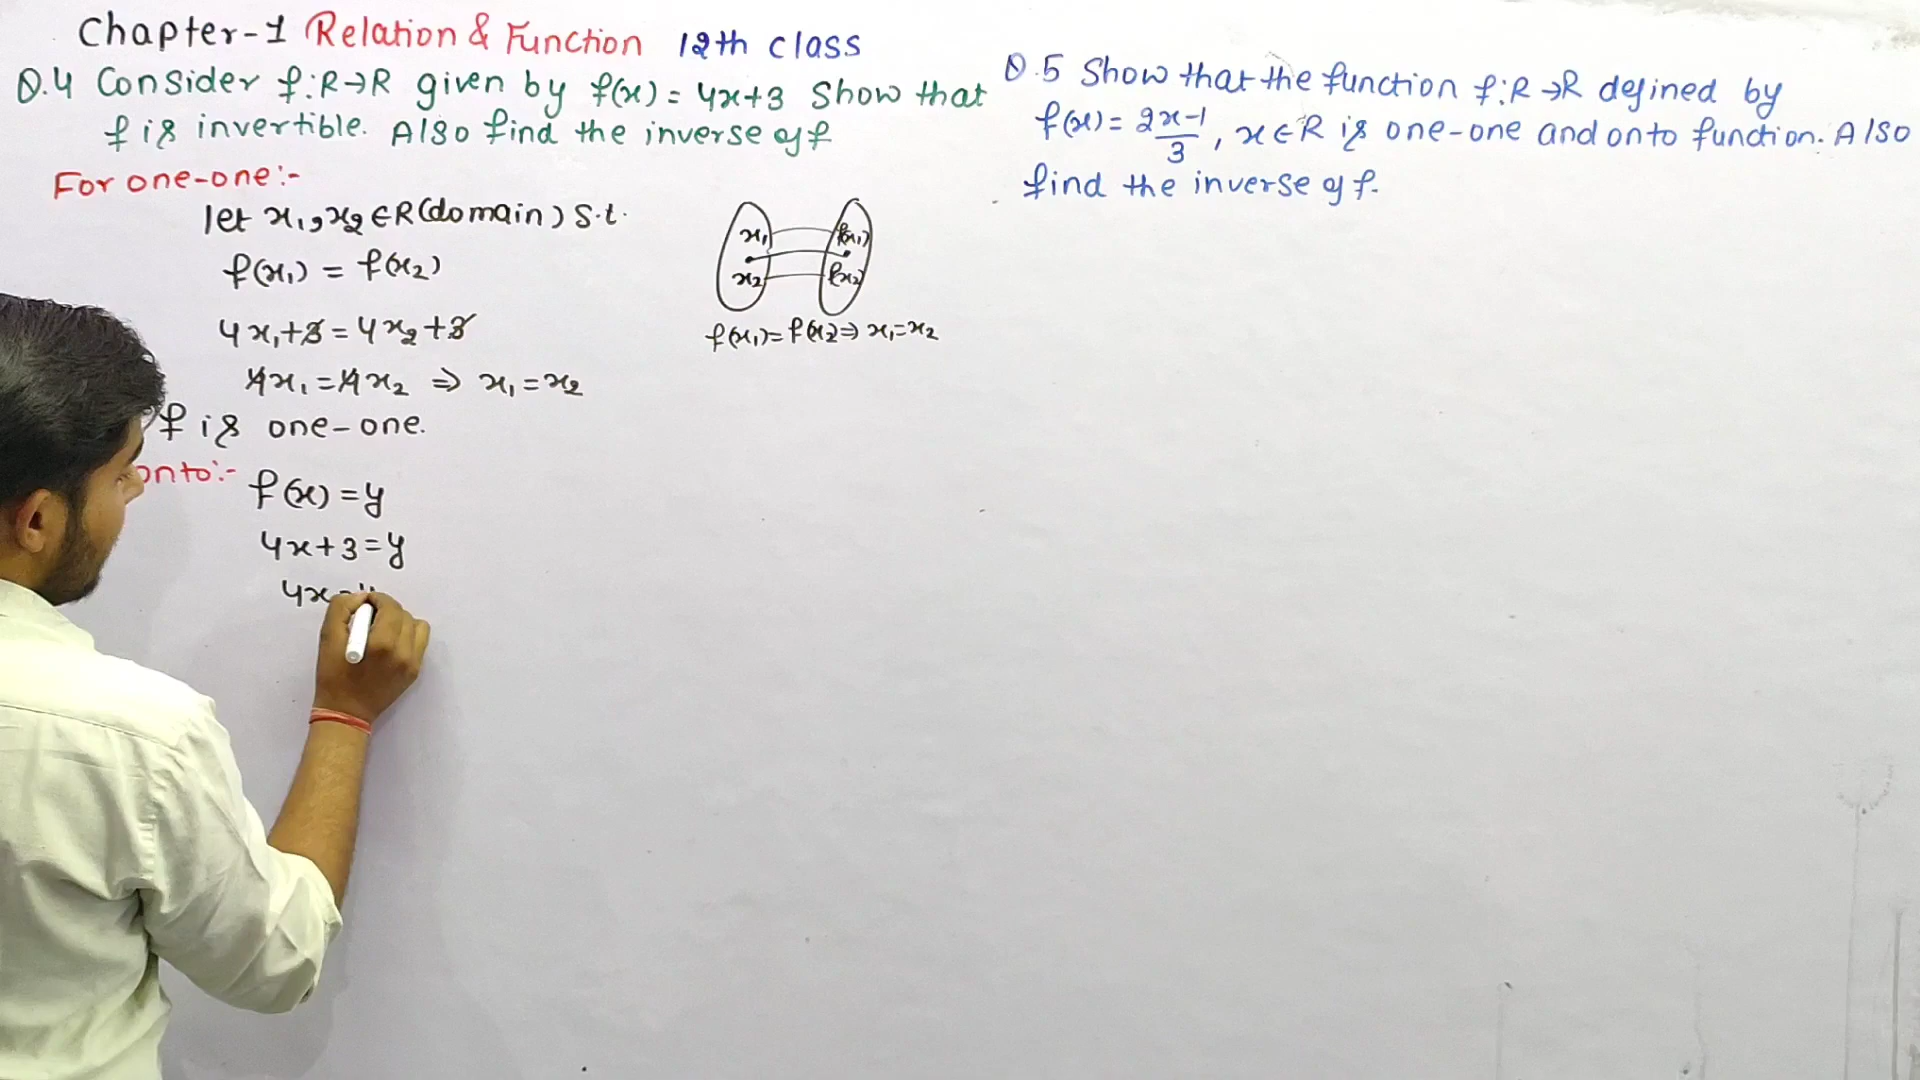 Chapter-1 Relation & Function 12th class
Q.4 Consider f:R→R given by f(x) = 4x+3 Show that
f is invertible. Also find the inverse of f
For one-one:-
let x₁, x₂ ∈ R (domain) s.t.
f(x₁) = f(x₂)
4x₁+3 = 4x₂+3
4x₁ = 4x₂ ⇒ x₁ = x₂
f is one-one.
onto:- f(x) = y
4x+3 = y
4x
x₁ f(x₁)
x₂ f(x₂)
f(x₁) = f(x₂) ⇒ x₁ = x₂
Q.5 Show that the function f:R→R defined by
f(x) = 2x-1/3, x∈R is one-one and onto function. Also
find the inverse of f.